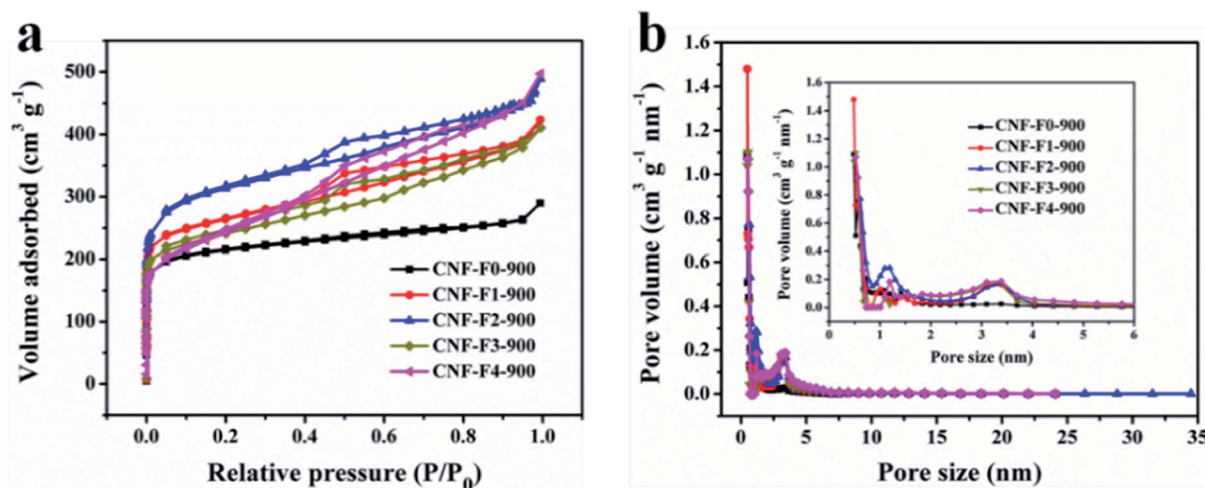 a
Volume adsorbed (cm³ g⁻¹)
500
400
300
200
100
0
CNF-F0-900
CNF-F1-900
CNF-F2-900
CNF-F3-900
CNF-F4-900
0.0 0.2 0.4 0.6 0.8 1.0
Relative pressure (P/P₀)
b
Pore volume (cm³ g⁻¹ nm⁻¹)
1.6
1.4
1.2
1.0
0.8
0.6
0.4
0.2
0.0
Pore volume (cm³ g⁻¹ nm⁻¹)
1.6
1.4
1.2
1.0
0.8
0.6
0.4
0.2
0.0
CNF-F0-900
CNF-F1-900
CNF-F2-900
CNF-F3-900
CNF-F4-900
0 1 2 3 4 5 6
Pore size (nm)
0 5 10 15 20 25 30 35
Pore size (nm)